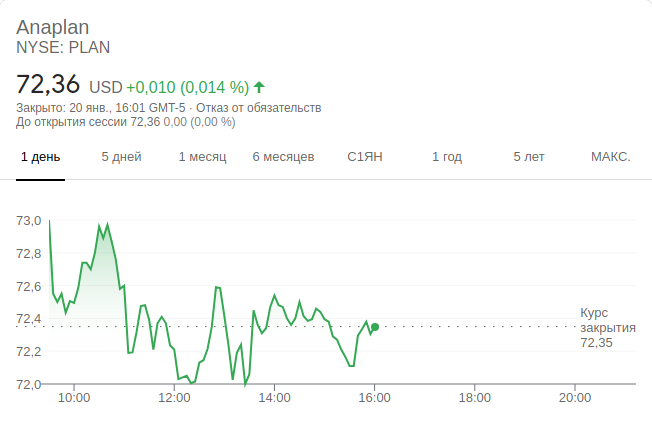 Anaplan
NYSE: PLAN
72,36 USD +0,010 (0,014 %)
Закрыто: 20 янв., 16:01 GMT-5 · Отказ от обязательств
До открытия сессии 72,36 0,00 (0,00 %)
1 день 5 дней 1 месяц 6 месяцев С1ЯН 1 год 5 лет МАКС.
73,0
72,8
72,6
72,4
72,2
72,0
Курс
закрытия
72,35
10:00 12:00 14:00 16:00 18:00 20:00